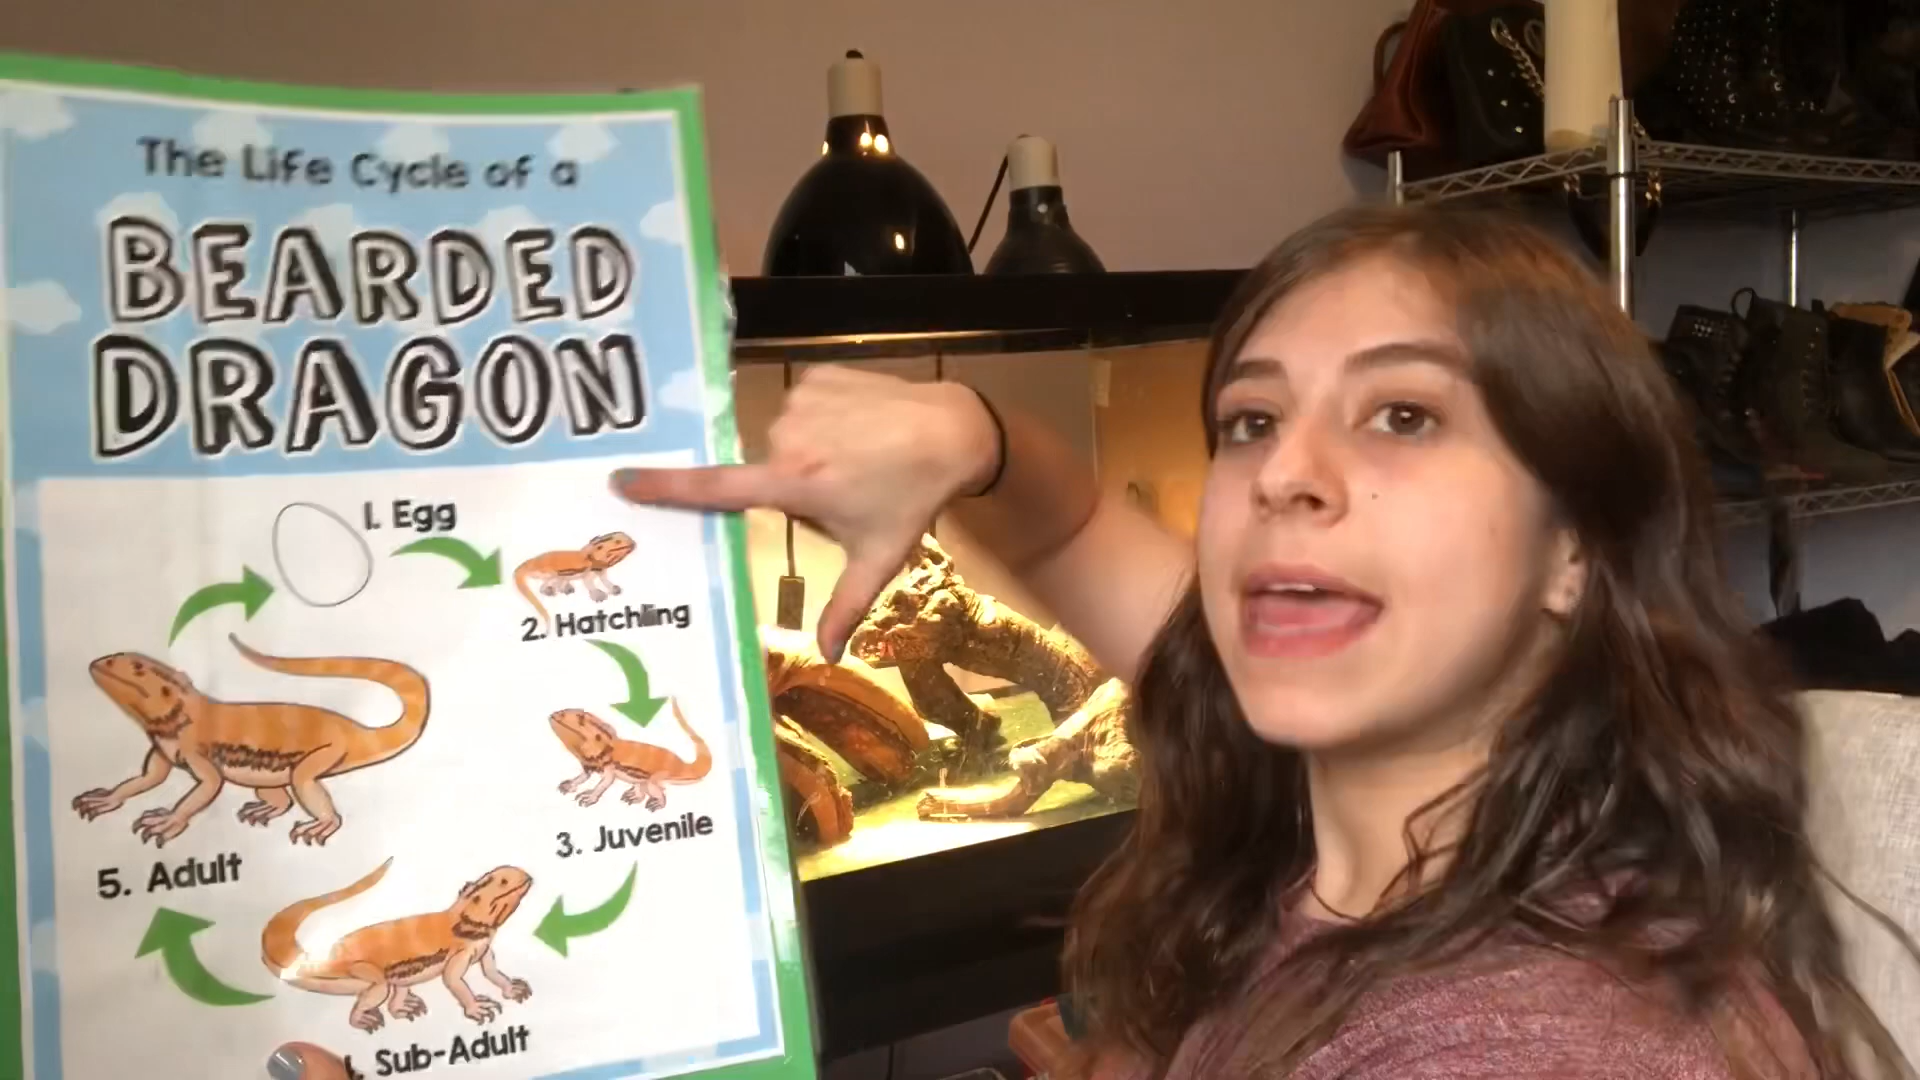 The Life Cycle of a
BEARDED
DRAGON
1. Egg
2. Hatchling
3. Juvenile
. Sub-Adult
5. Adult